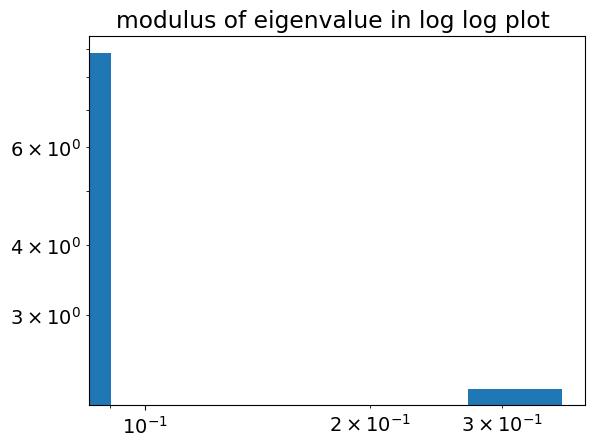 modulus of eigenvalue in log log plot
6 × 10⁰
4 × 10⁰
3 × 10⁰
10⁻¹
2 × 10⁻¹
3 × 10⁻¹